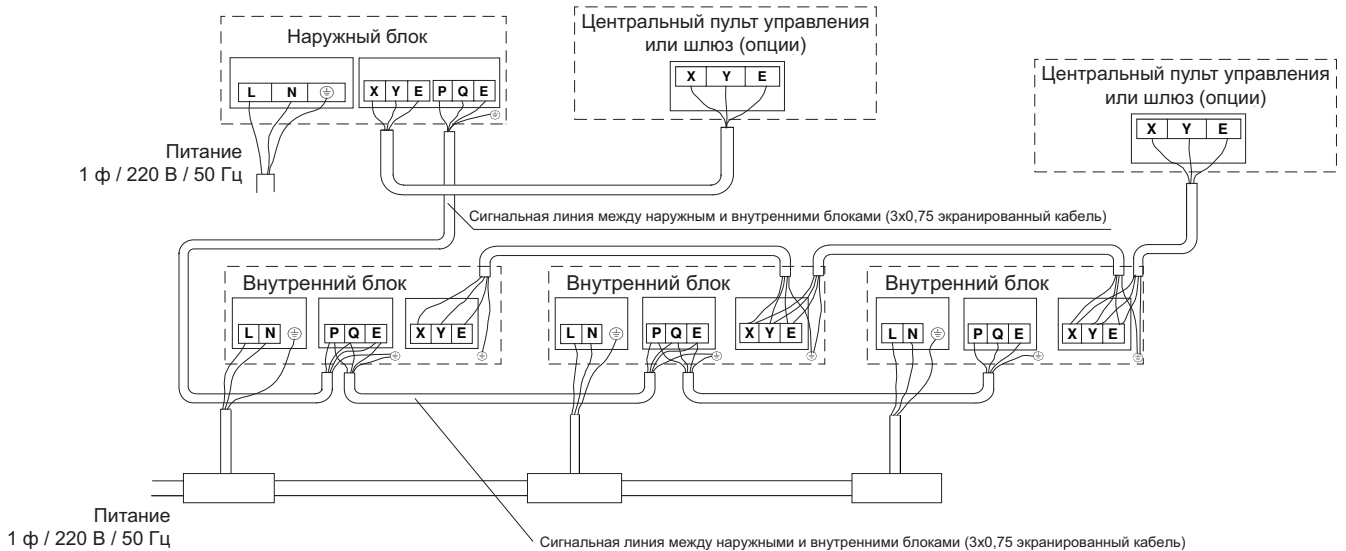 Наружный блок
L N
X Y E P Q E
Центральный пульт управления
или шлюз (опции)
X Y E
Центральный пульт управления
или шлюз (опции)
X Y E
Питание
1 ф / 220 В / 50 Гц
Сигнальная линия между наружным и внутренними блоками (3х0,75 экранированный кабель)
Внутренний блок
L N
P Q E
X Y E
Внутренний блок
L N
P Q E
X Y E
Внутренний блок
L N
P Q E
X Y E
Питание
1 ф / 220 В / 50 Гц
Сигнальная линия между наружными и внутренними блоками (3х0,75 экранированный кабель)